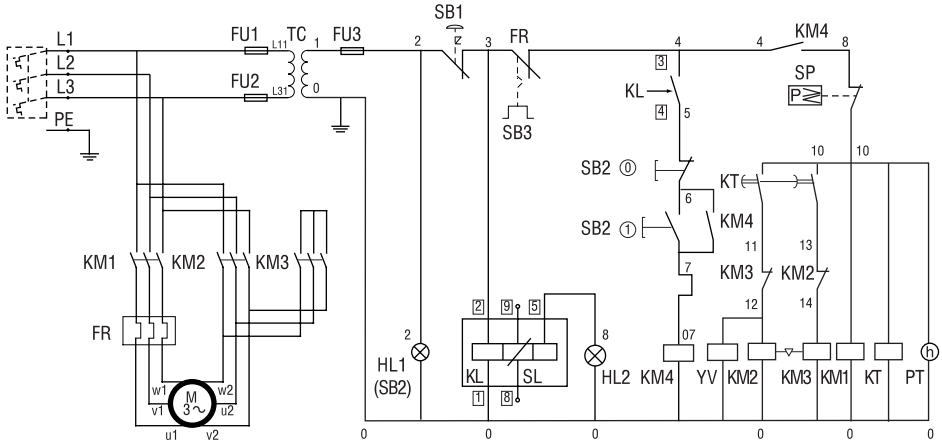 SB1
L1
FU1
L11
TC
1
FU3
2
3
FR
4
4
KM4
8
L2
3
SP
KL
P
L3
FU2
L31
0
4
5
SB3
PE
SB2 0
10
10
KT
6
KM4
SB2 1
11
13
KM1
KM2
KM3
7
KM3
KM2
2
9
5
12
14
FR
2
07
8
h
HL1
(SB2)
KL
SL
HL2
KM4
YV
KM2
KM3
KM1
KT
PT
w1
M
3~
w2
v1
u2
1
8
u1
v2
0
0
0
0
0
0